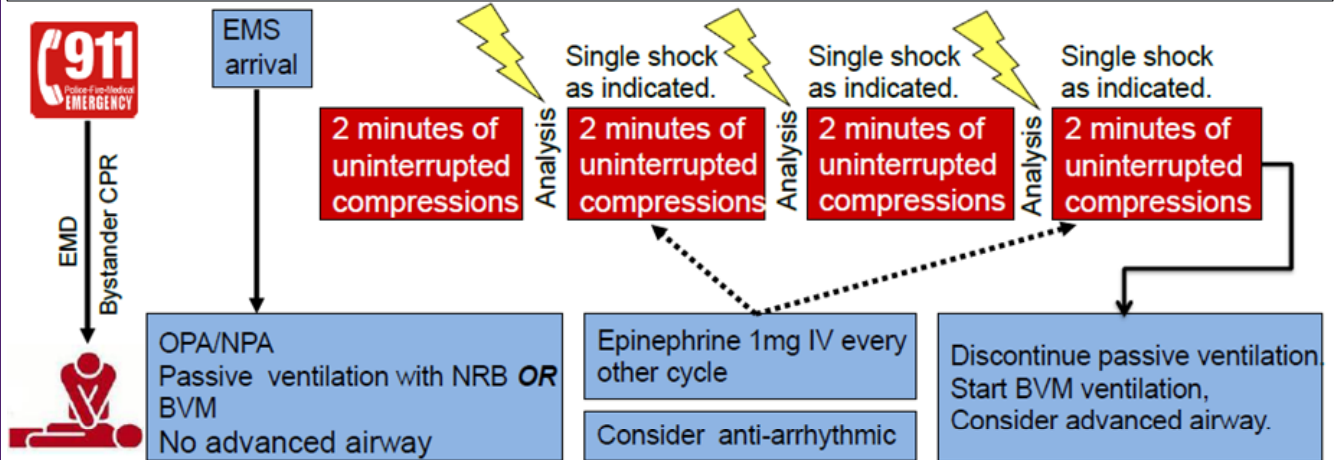 911
Police-Fire-Medical
EMERGENCY
EMD
Bystander CPR
EMS
arrival
2 minutes of
uninterrupted
compressions
Analysis
Single shock
as indicated.
2 minutes of
uninterrupted
compressions
Analysis
Single shock
as indicated.
2 minutes of
uninterrupted
compressions
Analysis
Single shock
as indicated.
2 minutes of
uninterrupted
compressions
OPA/NPA
Passive ventilation with NRB OR
BVM
No advanced airway
Epinephrine 1mg IV every
other cycle
Consider anti-arrhythmic
Discontinue passive ventilation.
Start BVM ventilation,
Consider advanced airway.